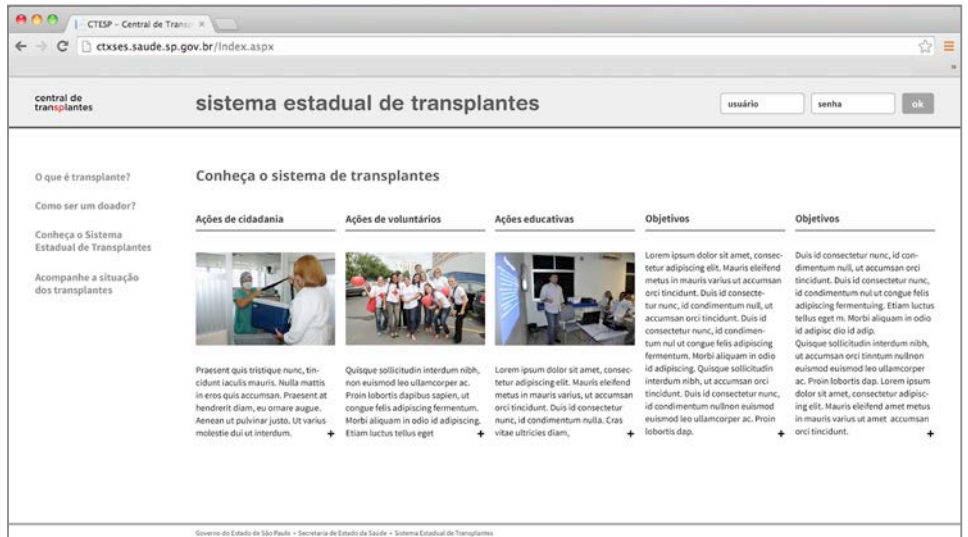 CTESP - Central de Trans
ctxses.saude.sp.gov.br/Index.aspx
central de
transplantes
sistema estadual de transplantes
usuário
senha
ok
O que é transplante?
Como ser um doador?
Conheça o Sistema
Estadual de Transplantes
Acompanhe a situação
dos transplantes
Conheça o sistema de transplantes
Ações de cidadania
Praesent quis tristique nunc, tin-
cidunt iaculis mauris. Nulla mattis
in eros quis accumsan. Praesent at
hendrerit diam, eu ornare augue.
Aenean ut pulvinar justo. Ut varius
molestie dui ut interdum. +
Ações de voluntários
Quisque sollicitudin interdum nibh,
non euismod leo ullamcorper ac.
Proin lobortis dapibus sapien, ut
congue felis adipiscing fermentum.
Morbi aliquam in odio id adipiscing.
Etiam luctus tellus eget +
Ações educativas
Lorem ipsum dolor sit amet, consec-
tetur adipiscing elit. Mauris eleifend
metus in mauris varius, ut accumsan
orci tincidunt. Duis id consectetur
nunc, id condimentum nulla. Cras
vitae ultricies diam, +
Objetivos
Lorem ipsum dolor sit amet, consec-
tetur adipiscing elit. Mauris eleifend
metus in mauris varius ut accumsan
orci tincidunt. Duis id consecte-
tur nunc, id condimentum null, ut
accumsan orci tincidunt. Duis id
consectetur nunc, id condimen-
tum nul ut congue felis adipiscing
fermentum. Morbi aliquam in odio
id adipiscing. Quisque sollicitudin
interdum nibh, ut accumsan orci
tincidunt. Duis id consectetur nunc,
id condimentum nullnon euismod
euismod leo ullamcorper ac. Proin
lobortis dap. +
Objetivos
Duis id consectetur nunc, id con-
dimentum null, ut accumsan orci
tincidunt. Duis id consectetur nunc,
id condimentum nul ut congue felis
adipiscing fermentuing. Etiam luctus
tellus eget m. Morbi aliquam in odio
id adipisc dio id adip.
Quisque sollicitudin interdum nibh,
ut accumsan orci tinntum nullnon
euismod euismod leo ullamcorper
ac. Proin lobortis dap. Lorem ipsum
dolor sit amet, consectetur adipisc-
ing elit. Mauris eleifend amet metus
in mauris varius ut amet accumsan
orci tincidunt. +
Governo do Estado de São Paulo • Secretaria de Estado da Saúde • Sistema Estadual de Transplantes